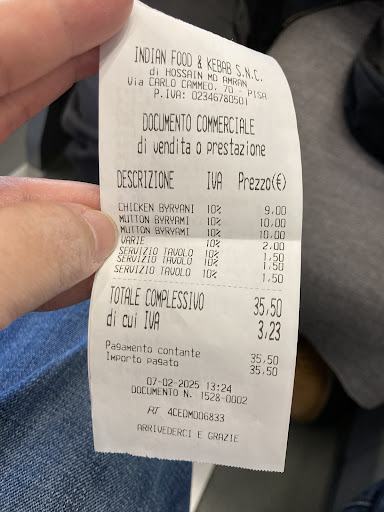 INDIAN FOOD & KEBAB S.N.C.
di HOSSAIN MD AMRAN
Via CARLO CAMMEO, 70 - PISA
P.IVA: 02346780501
DOCUMENTO COMMERCIALE
di vendita o prestazione
DESCRIZIONE IVA Prezzo(€)
CHICKEN BYRYANI 10% 9,00
MUTTON BYRYAMI 10% 10,00
MUTTON BYRYAMI 10% 10,00
VARIE 10% 2,00
SERVIZIO TAVOLO 10% 1,50
SERVIZIO TAVOLO 10% 1,50
SERVIZIO TAVOLO 10% 1,50
TOTALE COMPLESSIVO 35,50
di cui IVA 3,23
Pagamento contante 35,50
Importo pagato 35,50
07-02-2025 13:24
DOCUMENTO N. 1528-0002
RT 4CEDM006833
ARRIVEDERCI E GRAZIE